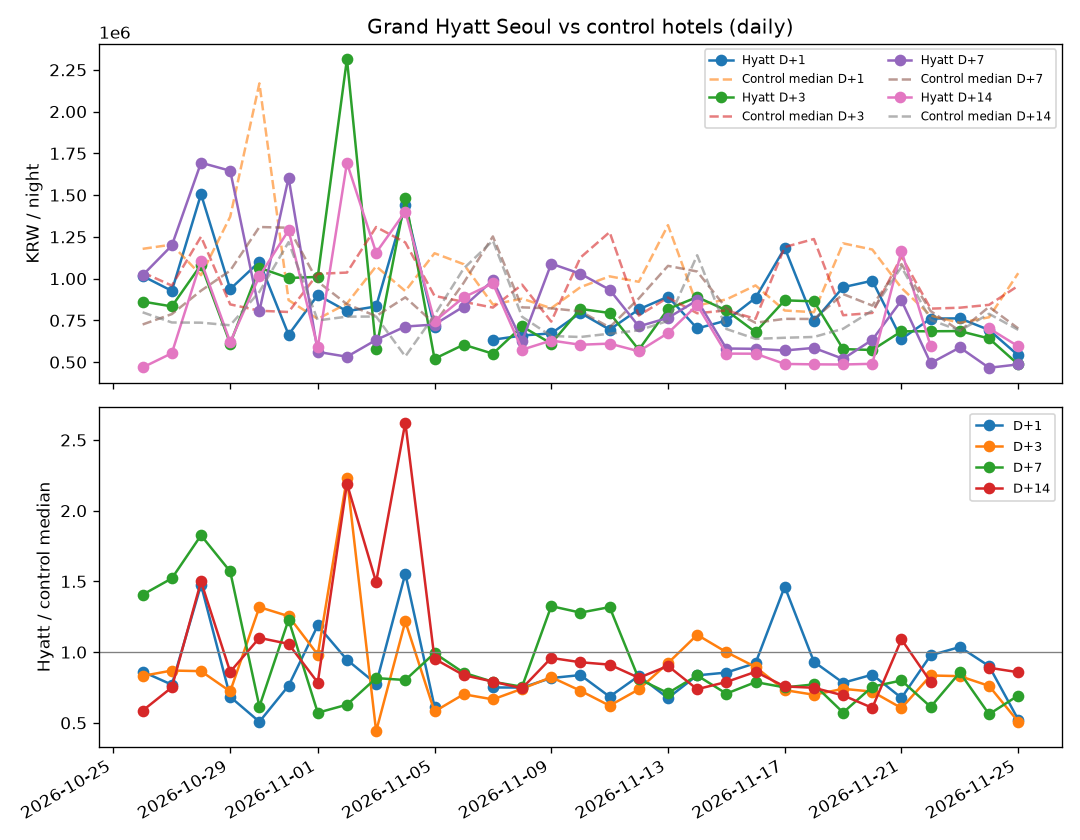 Grand Hyatt Seoul vs control hotels (daily)
1e6
Hyatt D+1
Control median D+1
Hyatt D+3
Control median D+3
Hyatt D+7
Control median D+7
Hyatt D+14
Control median D+14
KRW / night
2.25
2.00
1.75
1.50
1.25
1.00
0.75
0.50
D+1
D+3
D+7
D+14
Hyatt / control median
2.5
2.0
1.5
1.0
0.5
2026-10-25
2026-10-29
2026-11-01
2026-11-05
2026-11-09
2026-11-13
2026-11-17
2026-11-21
2026-11-25